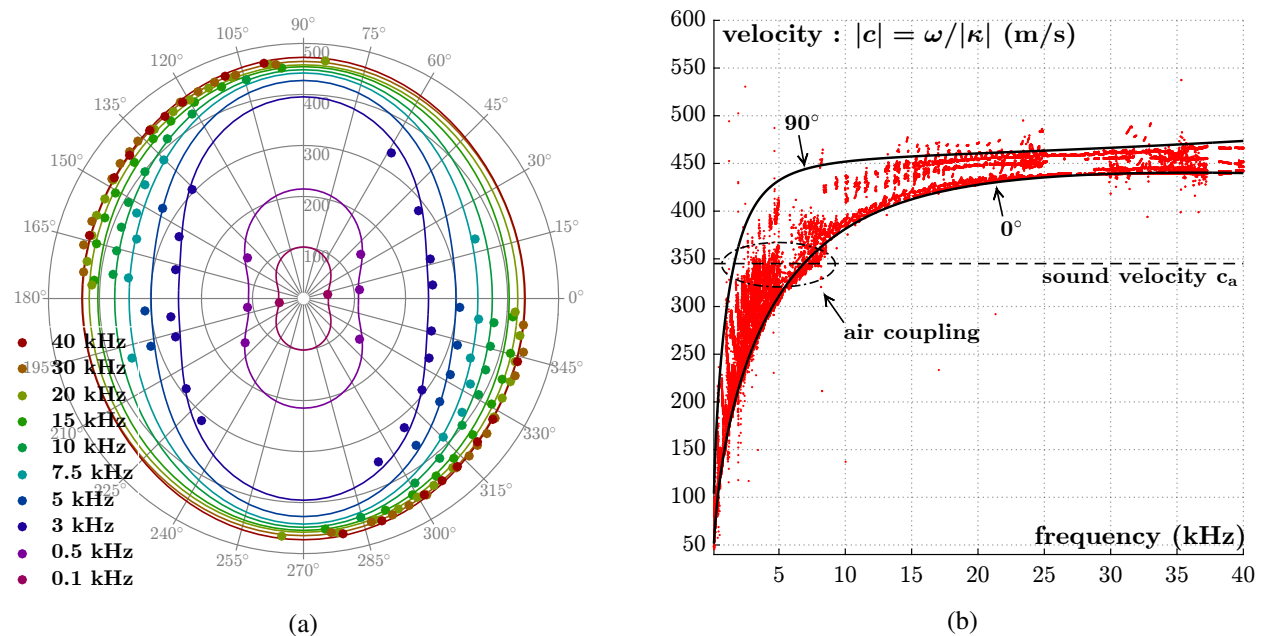 90°
105°
75°
120°
60°
135°
45°
150°
30°
165°
15°
180°
0°
195°
345°
210°
330°
225°
315°
240°
300°
255°
285°
270°
500
400
300
200
100
40 kHz
30 kHz
20 kHz
15 kHz
10 kHz
7.5 kHz
5 kHz
3 kHz
0.5 kHz
0.1 kHz
(a)
velocity : |c| = ω/|κ| (m/s)
600
550
500
450
400
350
300
250
200
150
100
50
90°
0°
sound velocity cₐ
air coupling
frequency (kHz)
5 10 15 20 25 30 35 40
(b)